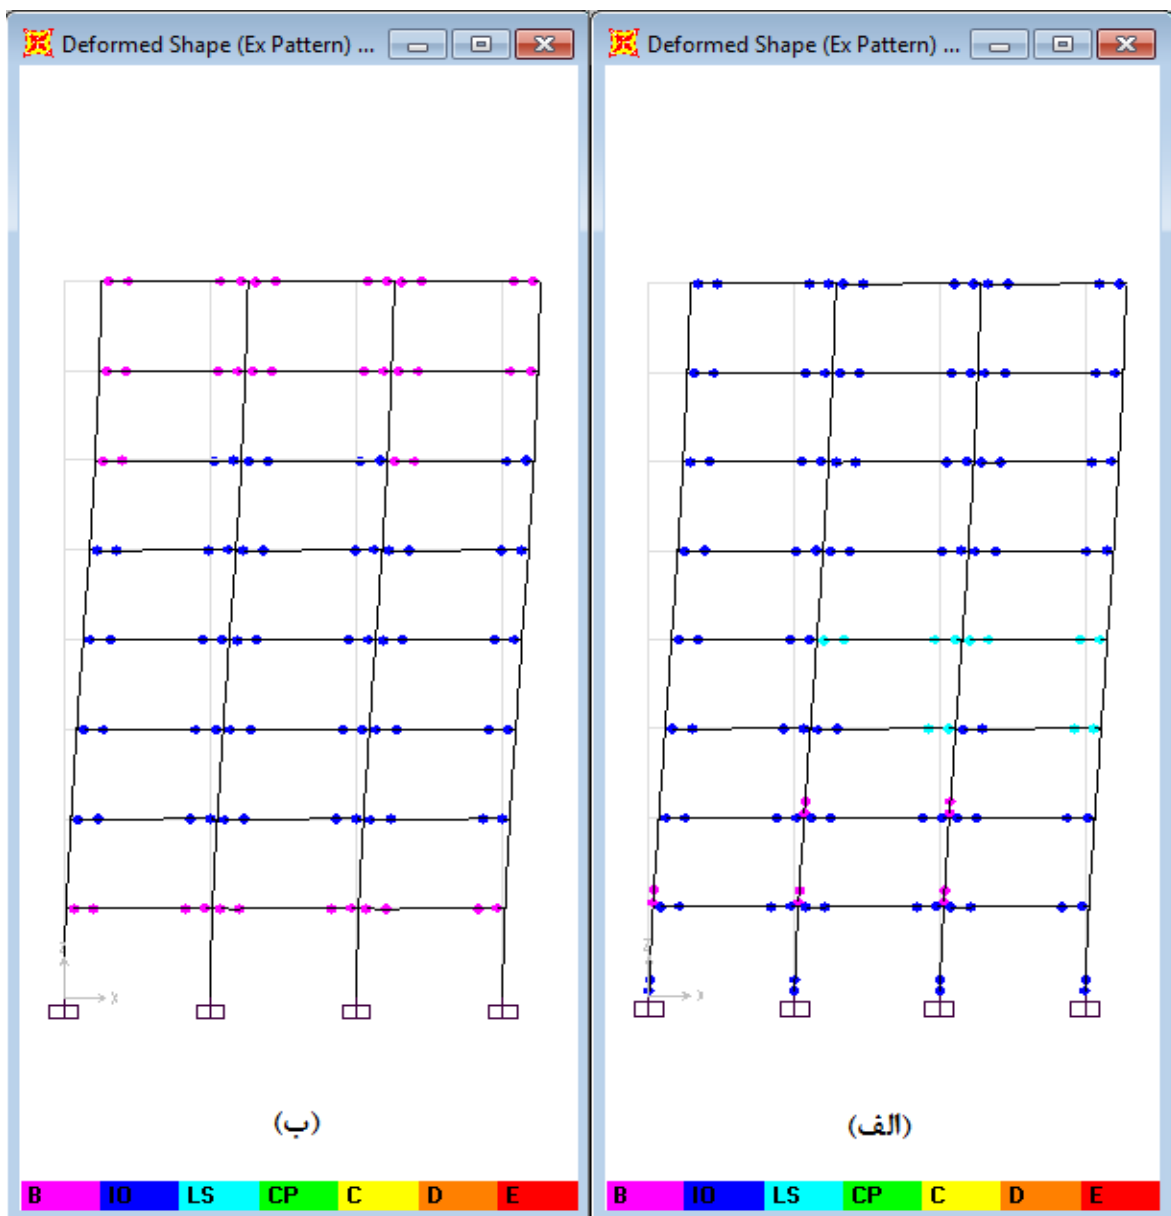 Deformed Shape (Ex Pattern) ...
Deformed Shape (Ex Pattern) ...
Z
X
Z
X
(ب)
(الف)
B IO LS CP C D E
B IO LS CP C D E